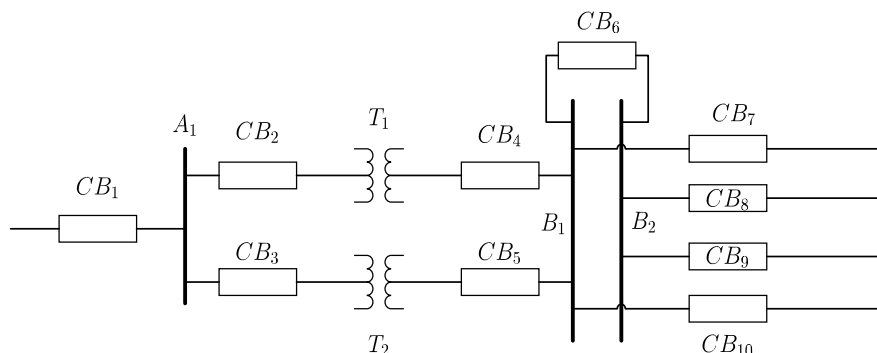 CB₆
A₁
CB₂
T₁
CB₄
CB₇
CB₁
CB₈
B₁
B₂
CB₃
CB₅
CB₉
T₂
CB₁₀